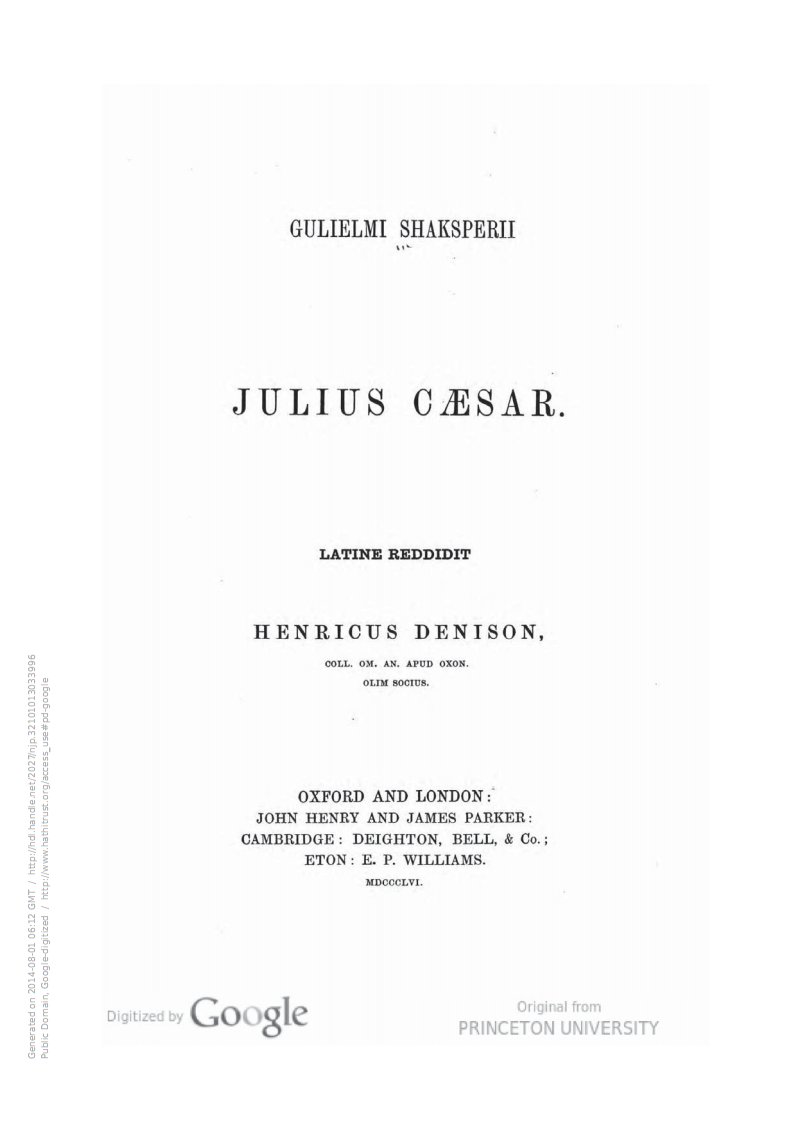 GULIELMI SHAKSPERII
JULIUS CÆSAR.
LATINE REDDIDIT
HENRICUS DENISON,
COLL. OM. AN. APUD OXON.
OLIM SOCIUS.
OXFORD AND LONDON:
JOHN HENRY AND JAMES PARKER:
CAMBRIDGE: DEIGHTON, BELL, & Co.;
ETON: E. P. WILLIAMS.
MDCCCLVI.
Digitized by Google
Original from
PRINCETON UNIVERSITY
Generated on 2014-08-01 06:12 GMT / http://hdl.handle.net/2027/njp.32101013033996
Public Domain, Google-digitized / http://www.hathitrust.org/access_use#pd-google